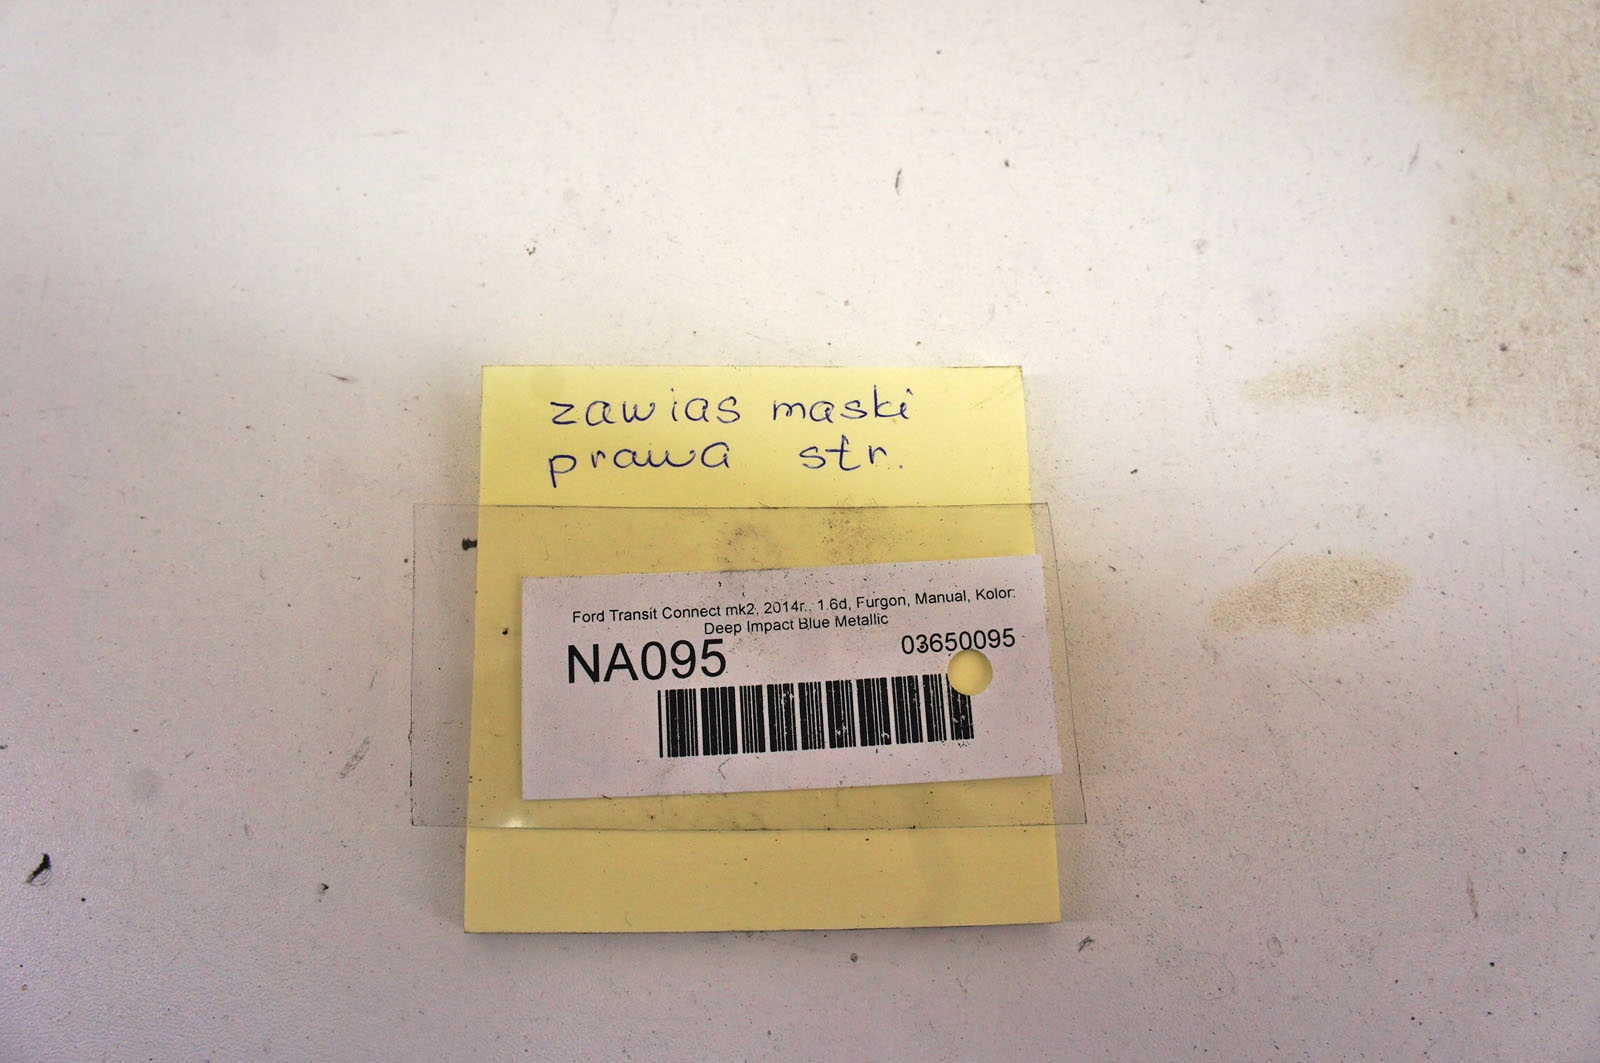 zawias maski
prawa str.
Ford Transit Connect mk2, 2014r., 1.6d, Furgon, Manual, Kolor:
Deep Impact Blue Metallic
NA095
03650095